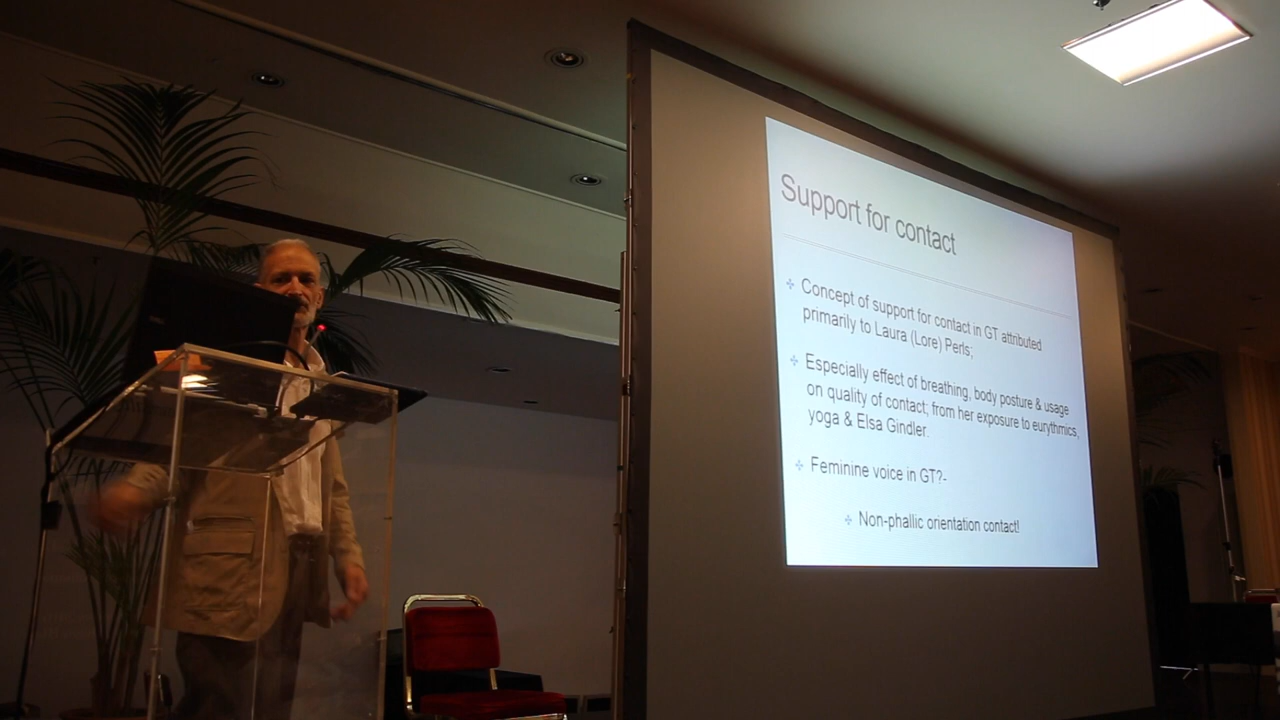 Support for contact
Concept of support for contact in GT attributed
primarily to Laura (Lore) Perls;
Especially effect of breathing, body posture & usage
on quality of contact; from her exposure to eurythmics,
yoga & Elsa Gindler.
Feminine voice in GT?-
Non-phallic orientation contact!